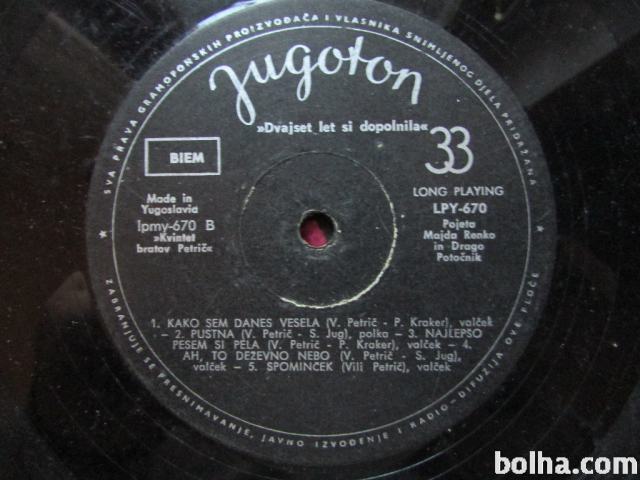 SVA PRAVA GRAMOFONSKIH PROIZVOĐAČA I VLASNIKA SNIMLJENOG DJELA PRIDRŽANA
Jugoton
»Dvajset let si dopolnila«
BIEM
33
LONG PLAYING
Made in
Yugoslavia
lpmy-670 B
»Kvintet
bratov Petrič«
LPY-670
Pojeta
Majda Renko
in Drago
Potočnik
1. KAKO SEM DANES VESELA (V. Petrič - P. Kraker), valček
- 2. PUSTNA (V. Petrič - S. Jug), polka - 3. NAJLEPSO
PESEM SI PELA (V. Petrič - P. Kraker), valček - 4.
AH, TO DEZEVNO NEBO (V. Petrič - S. Jug),
valček - 5. SPOMINČEK (Vili Petrič), valček
ZABRANJUJE SE PRESNIMAVANJE, JAVNO IZVOĐENJE I RADIO-DIFUZIJA OVE PLOČE
bolha.com